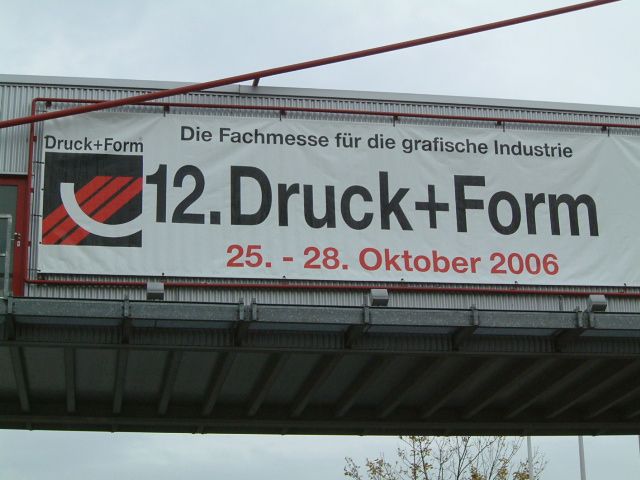 Druck+Form
Die Fachmesse für die grafische Industrie
12. Druck+Form
25. - 28. Oktober 2006